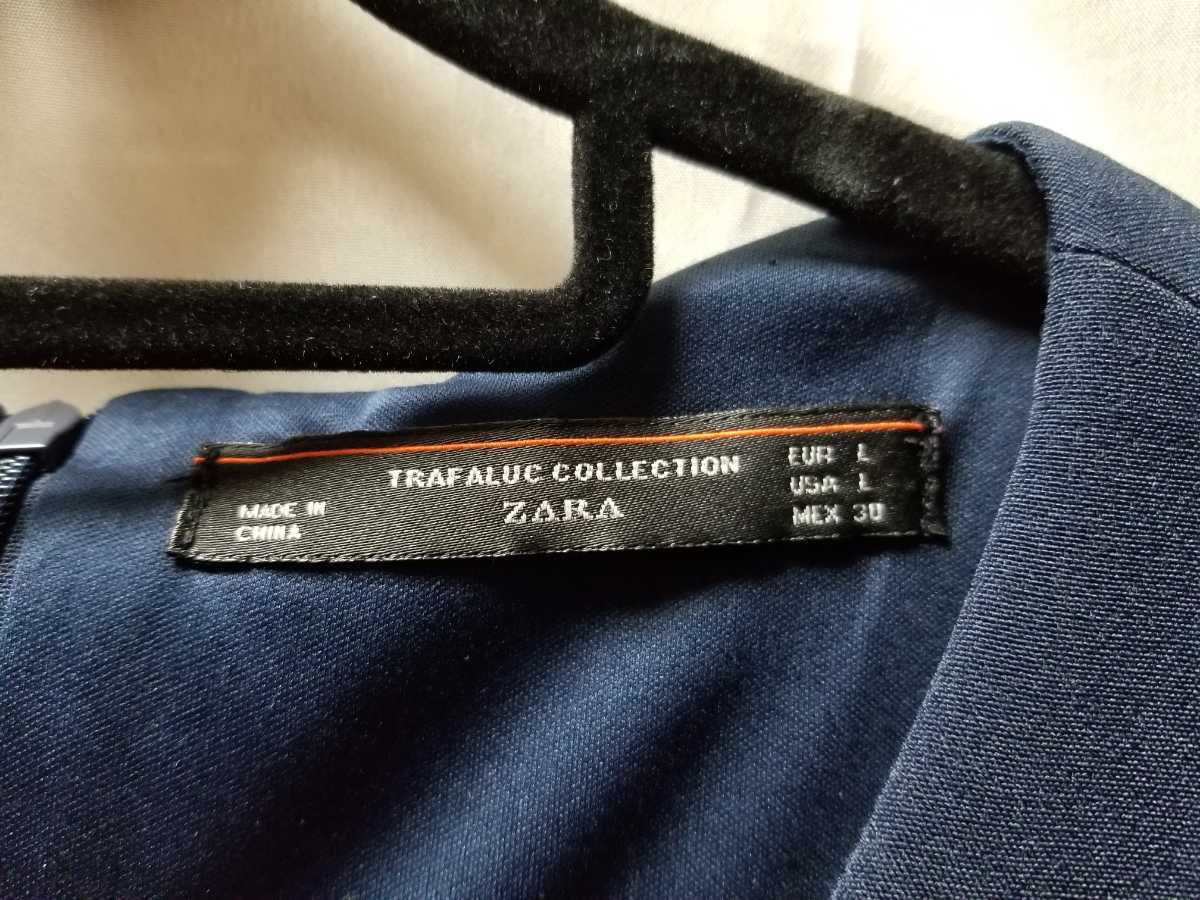 TRAFALUC COLLECTION
ZARA
MADE IN
CHINA
EUR L
USA L
MEX 30